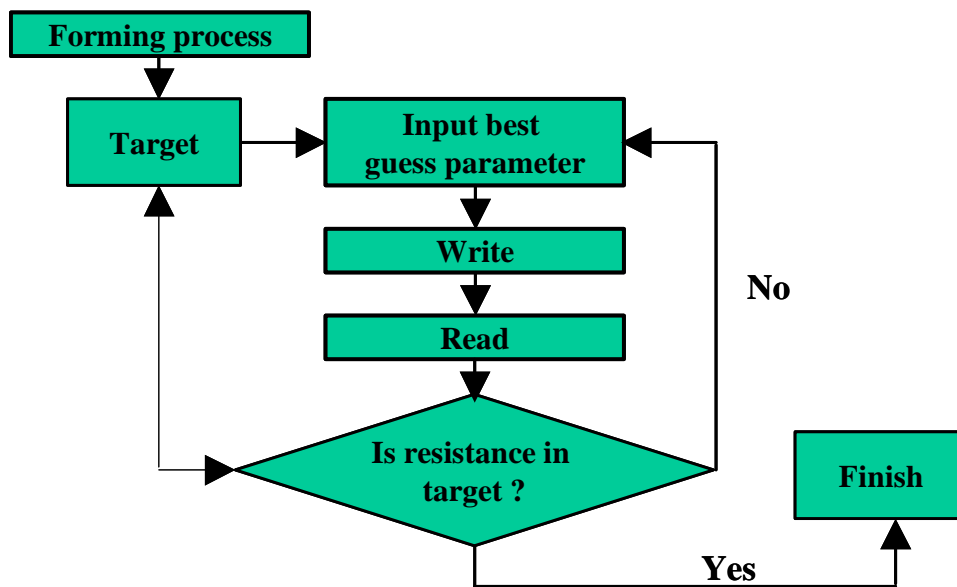 Forming process
Target
Input best
guess parameter
Write
No
Read
Is resistance in
target ?
Finish
Yes